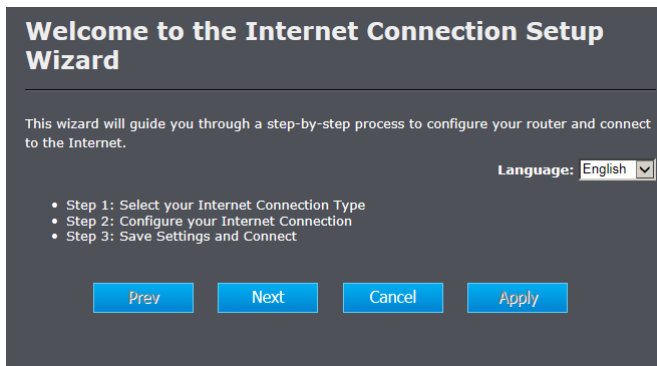 Welcome to the Internet Connection Setup
Wizard
This wizard will guide you through a step-by-step process to configure your router and connect
to the Internet.
Language: English
• Step 1: Select your Internet Connection Type
• Step 2: Configure your Internet Connection
• Step 3: Save Settings and Connect
Prev Next Cancel Apply